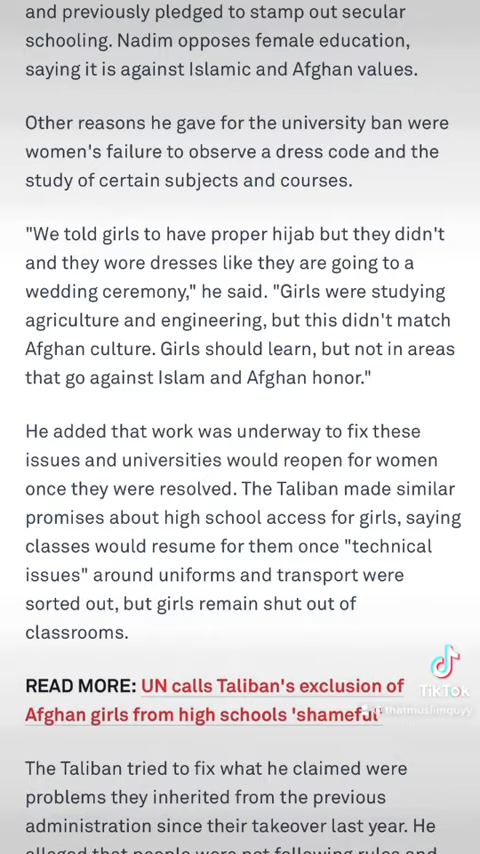 and previously pledged to stamp out secular
schooling. Nadim opposes female education,
saying it is against Islamic and Afghan values.
Other reasons he gave for the university ban were
women's failure to observe a dress code and the
study of certain subjects and courses.
"We told girls to have proper hijab but they didn't
and they wore dresses like they are going to a
wedding ceremony," he said. "Girls were studying
agriculture and engineering, but this didn't match
Afghan culture. Girls should learn, but not in areas
that go against Islam and Afghan honor."
He added that work was underway to fix these
issues and universities would reopen for women
once they were resolved. The Taliban made similar
promises about high school access for girls, saying
classes would resume for them once "technical
issues" around uniforms and transport were
sorted out, but girls remain shut out of
classrooms.
READ MORE: UN calls Taliban's exclusion of
Afghan girls from high schools 'shameful'
TikTok
thatmuslimguyy
The Taliban tried to fix what he claimed were
problems they inherited from the previous
administration since their takeover last year. He
alleged that people were not following rules and